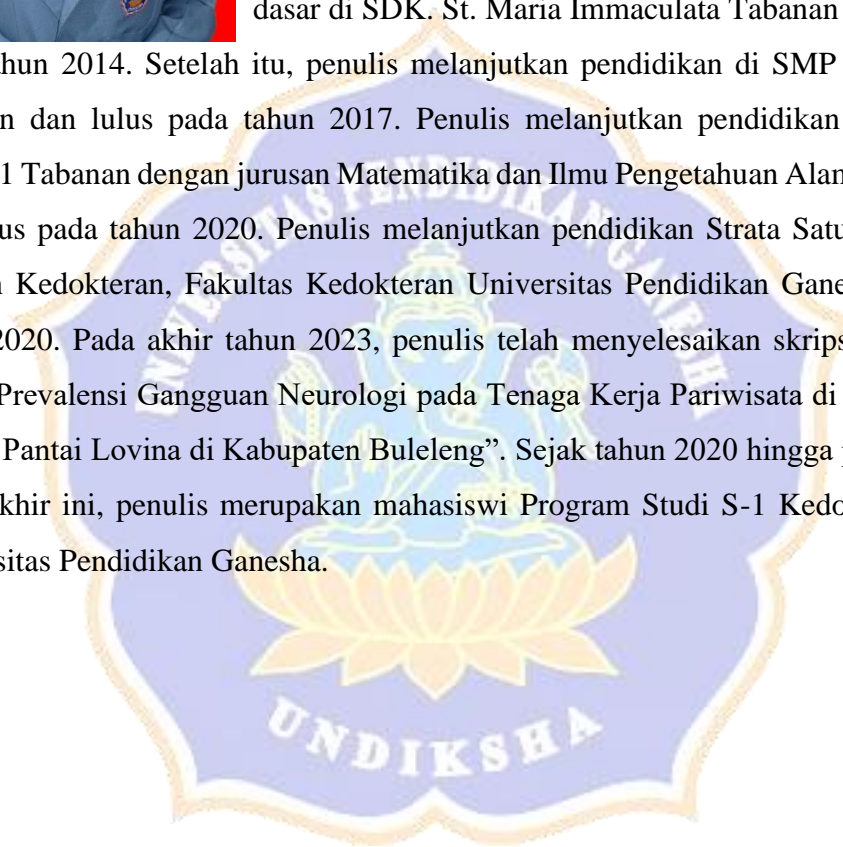 dasar di SDK. St. Maria Immaculata Tabanan
hun 2014. Setelah itu, penulis melanjutkan pendidikan di SMP
n dan lulus pada tahun 2017. Penulis melanjutkan pendidikan
1 Tabanan dengan jurusan Matematika dan Ilmu Pengetahuan Alam
us pada tahun 2020. Penulis melanjutkan pendidikan Strata Satu
Kedokteran, Fakultas Kedokteran Universitas Pendidikan Gane
2020. Pada akhir tahun 2023, penulis telah menyelesaikan skrips
Prevalensi Gangguan Neurologi pada Tenaga Kerja Pariwisata di
Pantai Lovina di Kabupaten Buleleng”. Sejak tahun 2020 hingga
khir ini, penulis merupakan mahasiswi Program Studi S-1 Kedo
sitas Pendidikan Ganesha.
UNIVERSITAS PENDIDIKAN GANESHA
UNDIKSHA